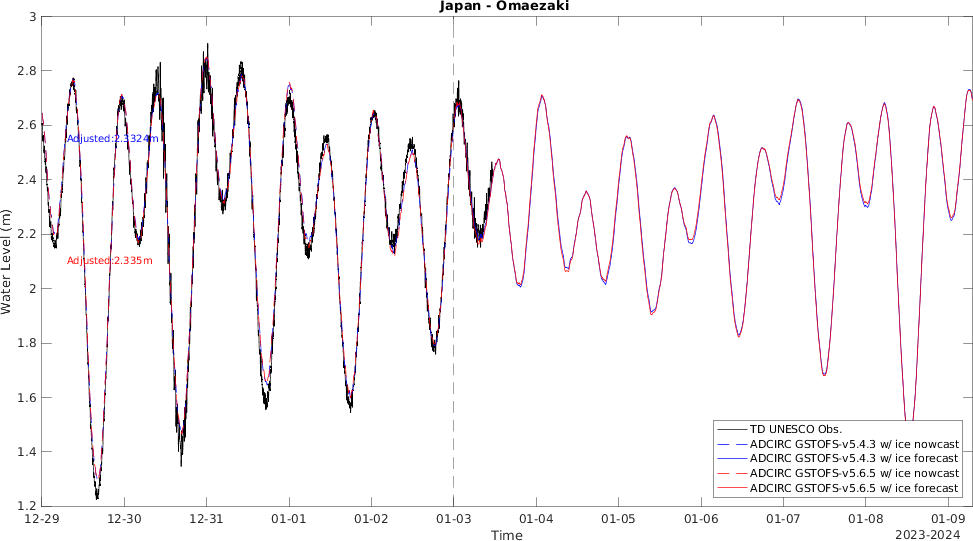 Japan - Omaezaki
3
2.8
2.6
2.4
2.2
2
1.8
1.6
1.4
1.2
Water Level (m)
Adjusted:2.3324m
Adjusted:2.335m
TD UNESCO Obs.
ADCIRC GSTOFS-v5.4.3 w/ ice nowcast
ADCIRC GSTOFS-v5.4.3 w/ ice forecast
ADCIRC GSTOFS-v5.6.5 w/ ice nowcast
ADCIRC GSTOFS-v5.6.5 w/ ice forecast
12-29 12-30 12-31 01-01 01-02 01-03 01-04 01-05 01-06 01-07 01-08 01-09
Time
2023-2024